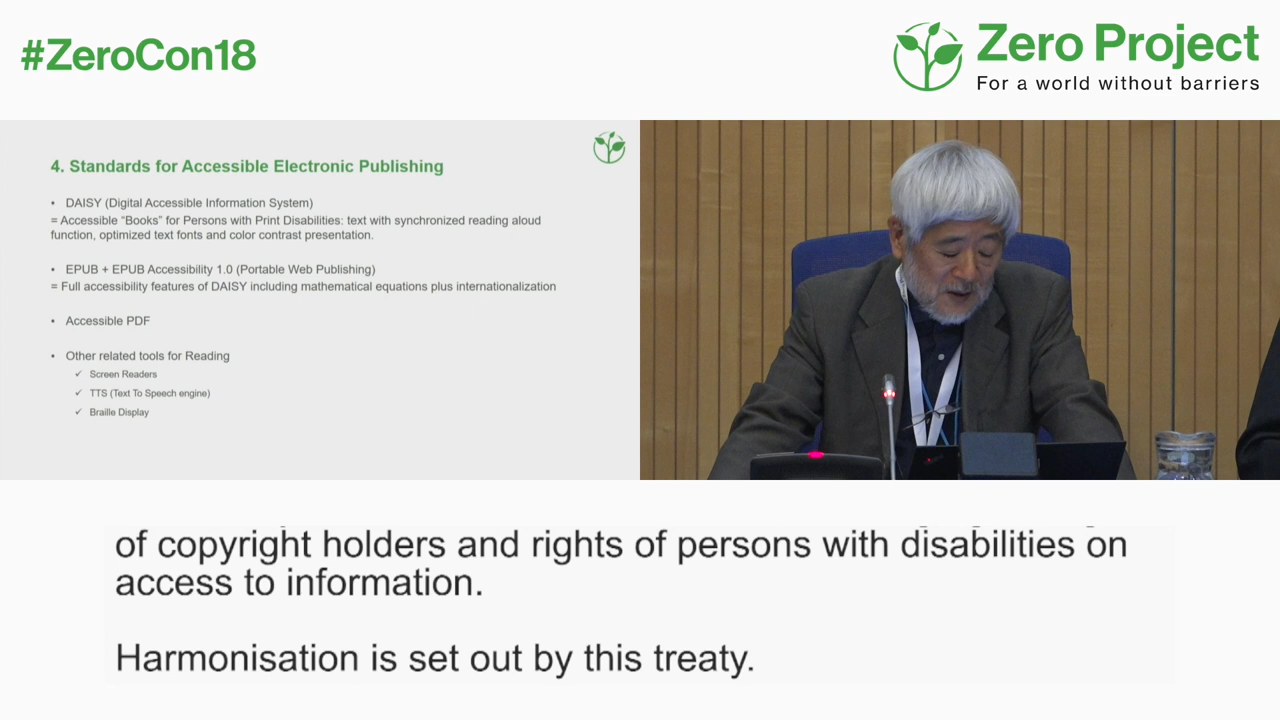 #ZeroCon18
Zero Project
For a world without barriers
4. Standards for Accessible Electronic Publishing
• DAISY (Digital Accessible Information System)
= Accessible “Books” for Persons with Print Disabilities: text with synchronized reading aloud
function, optimized text fonts and color contrast presentation.
• EPUB + EPUB Accessibility 1.0 (Portable Web Publishing)
= Full accessibility features of DAISY including mathematical equations plus internationalization
• Accessible PDF
• Other related tools for Reading
✓ Screen Readers
✓ TTS (Text To Speech engine)
✓ Braille Display
of copyright holders and rights of persons with disabilities on
access to information.
Harmonisation is set out by this treaty.